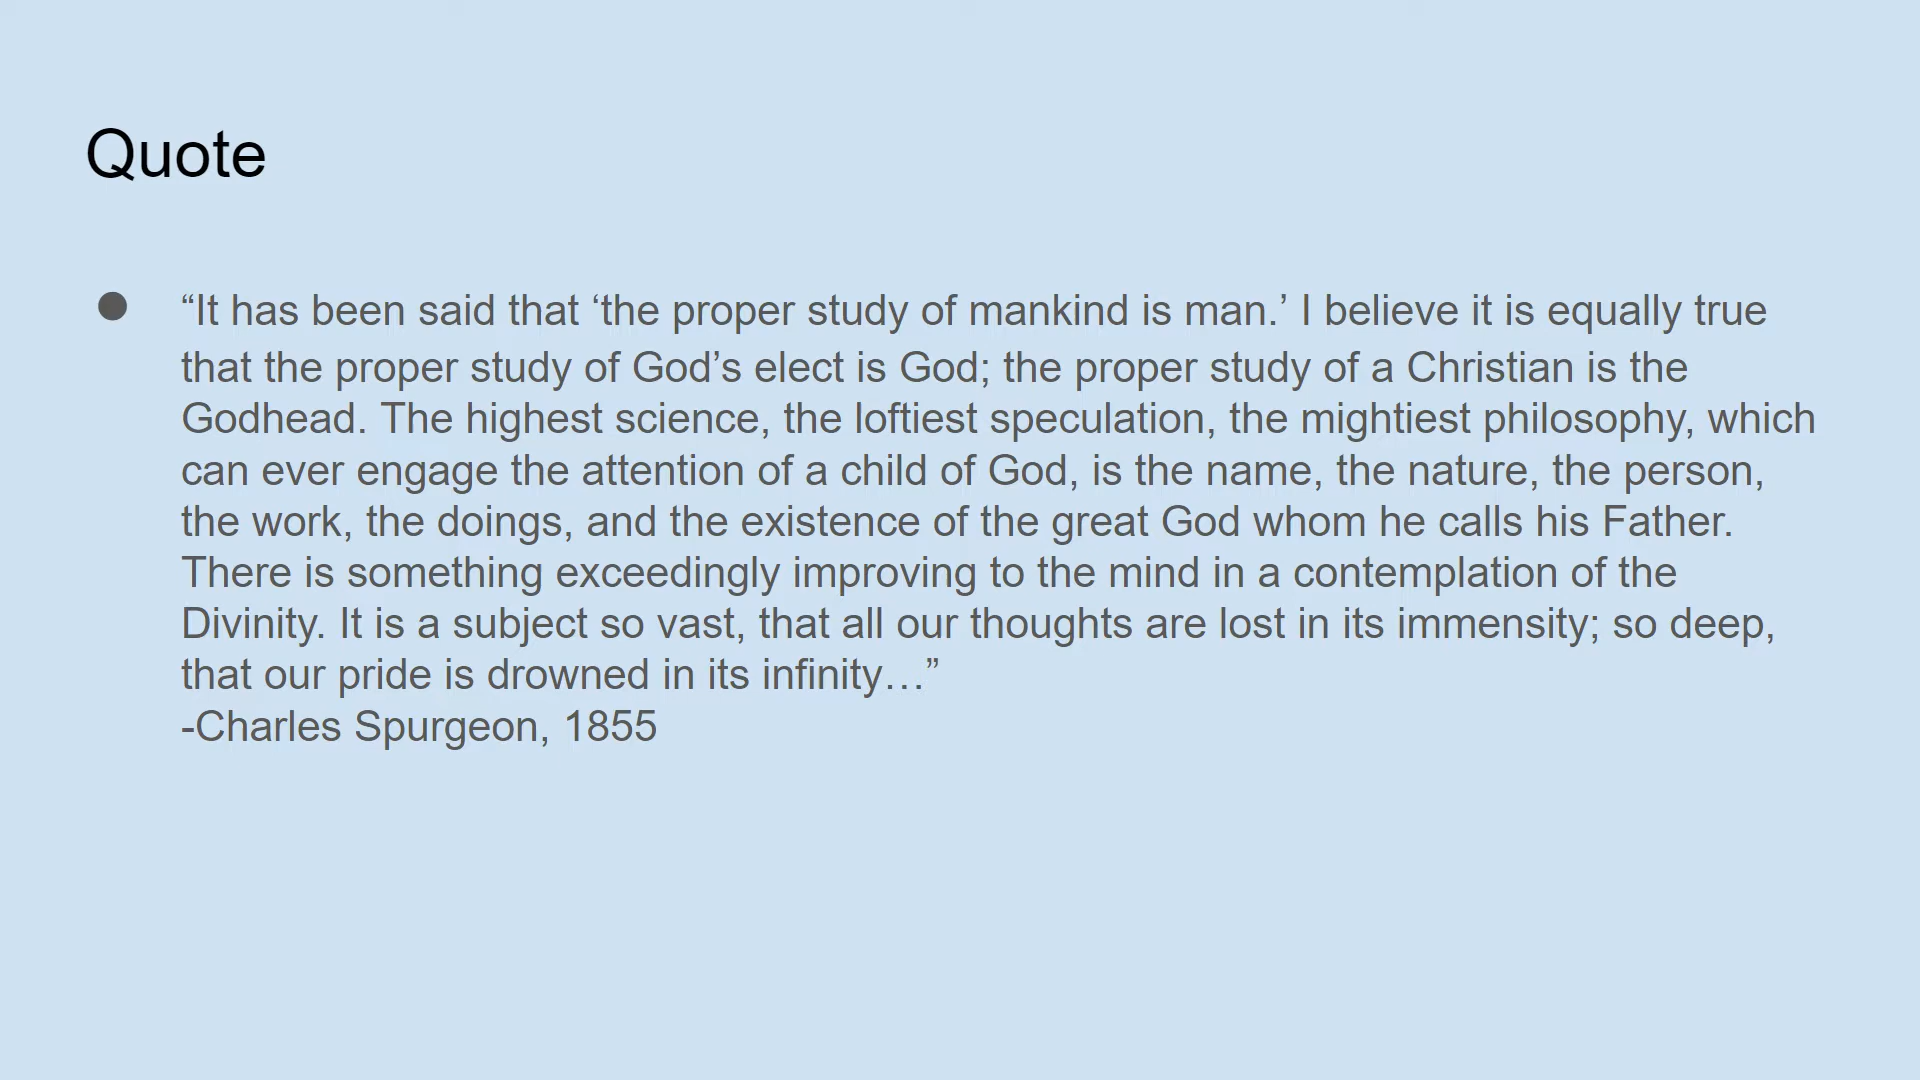 Quote
● “It has been said that ‘the proper study of mankind is man.’ I believe it is equally true
that the proper study of God’s elect is God; the proper study of a Christian is the
Godhead. The highest science, the loftiest speculation, the mightiest philosophy, which
can ever engage the attention of a child of God, is the name, the nature, the person,
the work, the doings, and the existence of the great God whom he calls his Father.
There is something exceedingly improving to the mind in a contemplation of the
Divinity. It is a subject so vast, that all our thoughts are lost in its immensity; so deep,
that our pride is drowned in its infinity…”
-Charles Spurgeon, 1855